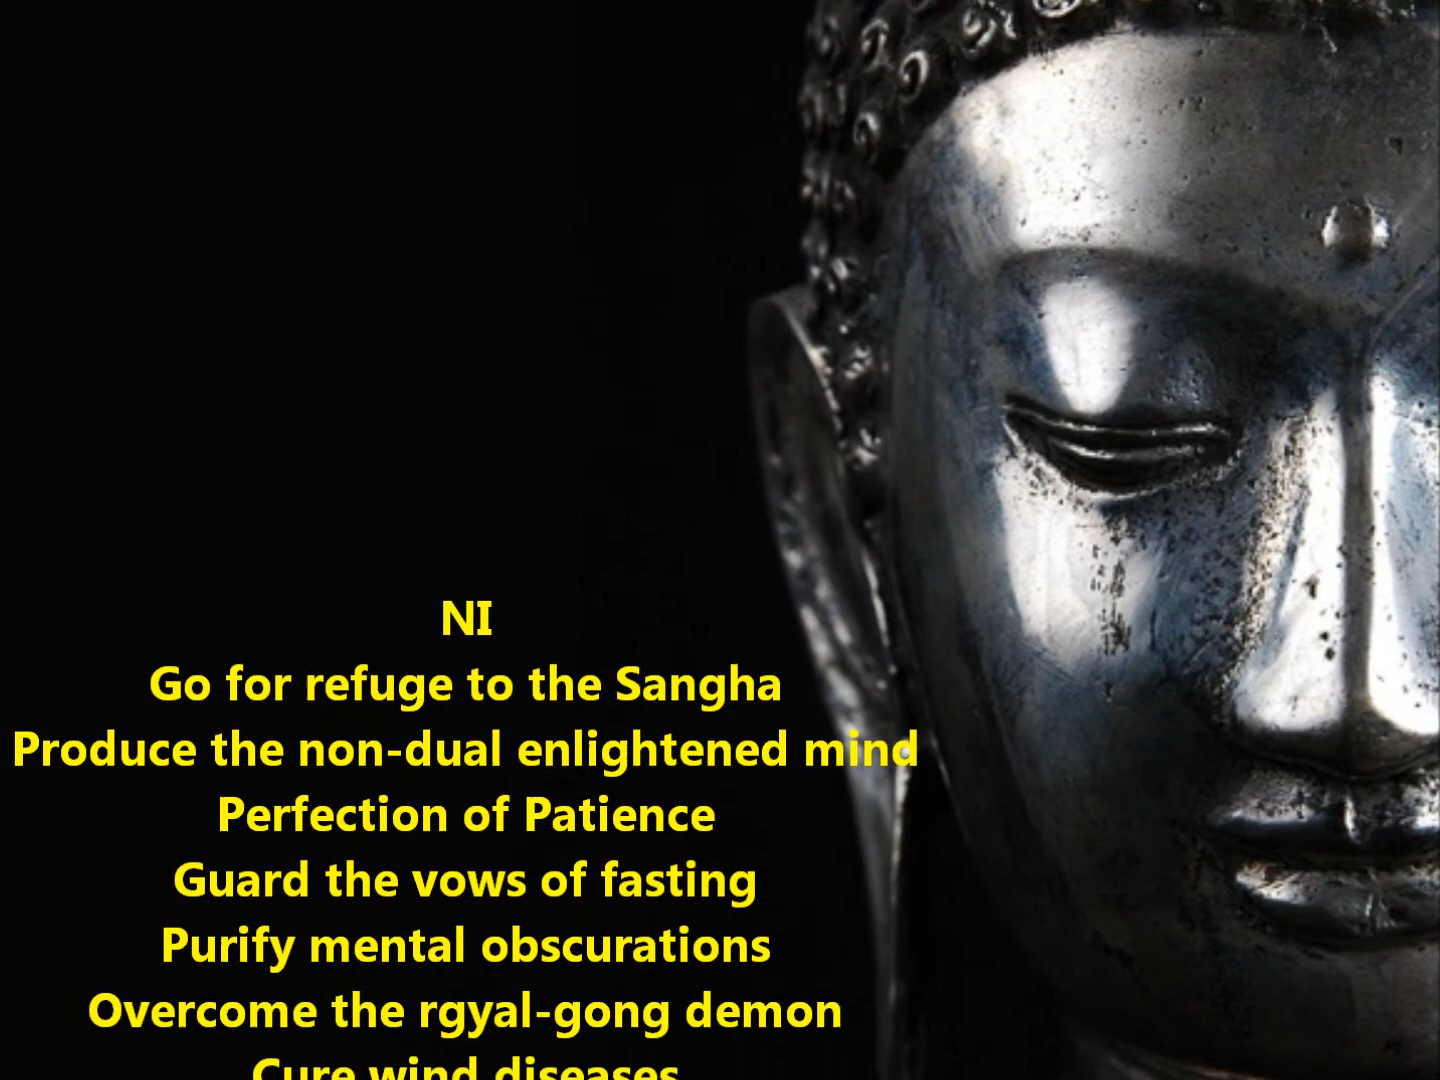 NI
Go for refuge to the Sangha
Produce the non-dual enlightened mind
Perfection of Patience
Guard the vows of fasting
Purify mental obscurations
Overcome the rgyal-gong demon
Cure wind diseases